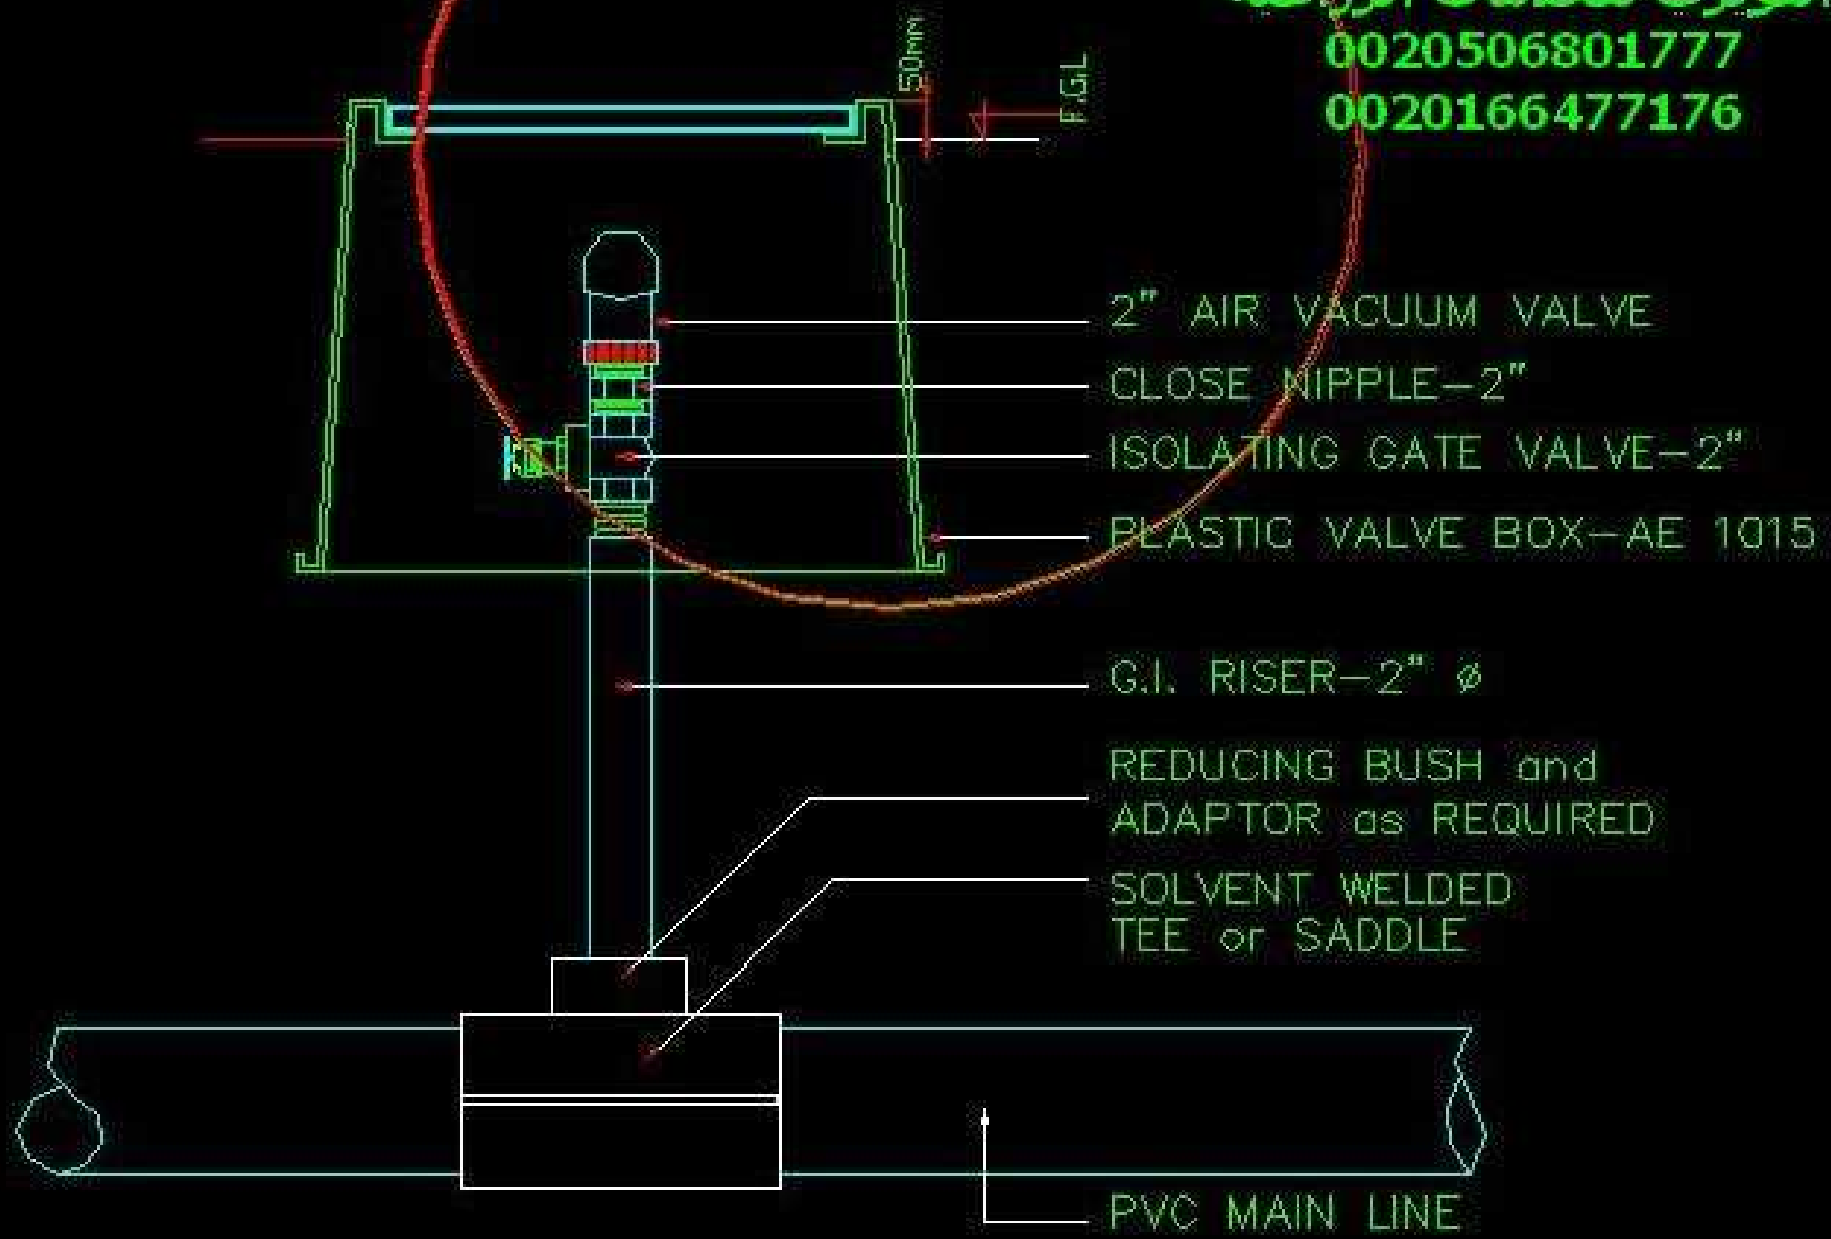 0020506801777
0020166477176
50mm
F.G.L
2" AIR VACUUM VALVE
CLOSE NIPPLE-2"
ISOLATING GATE VALVE-2"
PLASTIC VALVE BOX-AE 1015
G.I. RISER-2" ø
REDUCING BUSH and
ADAPTOR as REQUIRED
SOLVENT WELDED
TEE or SADDLE
PVC MAIN LINE